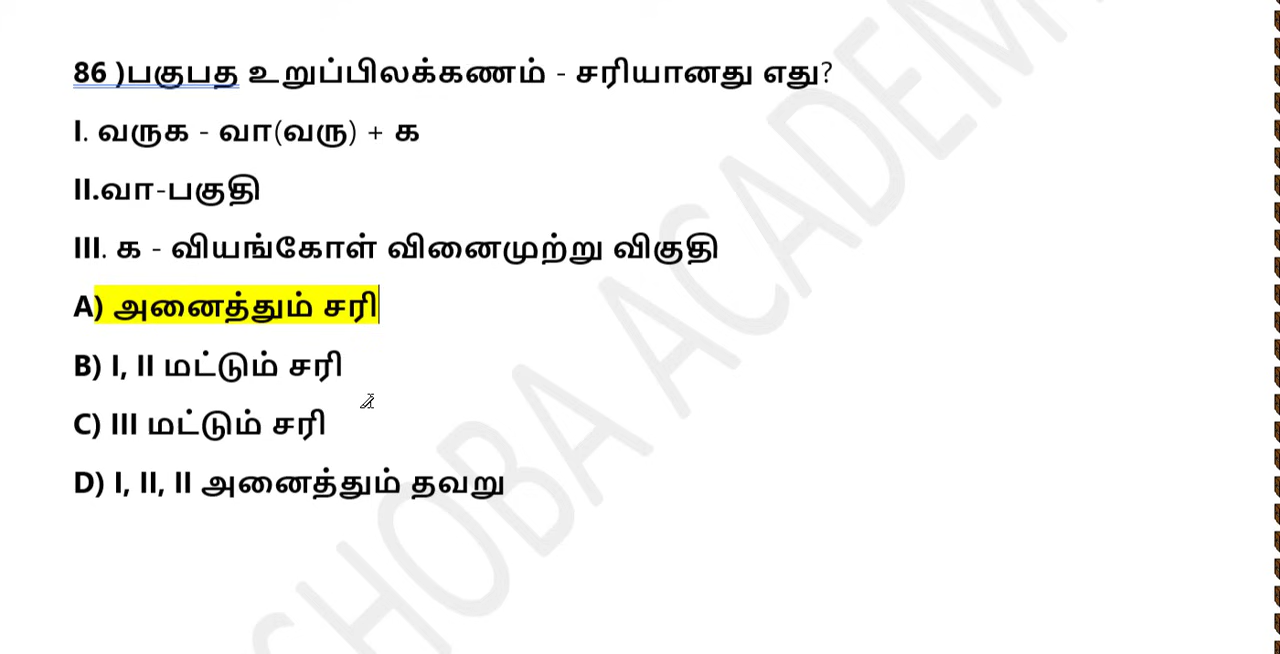 86 )பகுபத உறுப்பிலக்கணம் - சரியானது எது?
I. வருக - வா(வரு) + க
II.வா-பகுதி
III. க - வியங்கோள் வினைமுற்று விகுதி
A) அனைத்தும் சரி
B) I, II மட்டும் சரி
C) III மட்டும் சரி
D) I, II, II அனைத்தும் தவறு
SHOBA ACADEMY